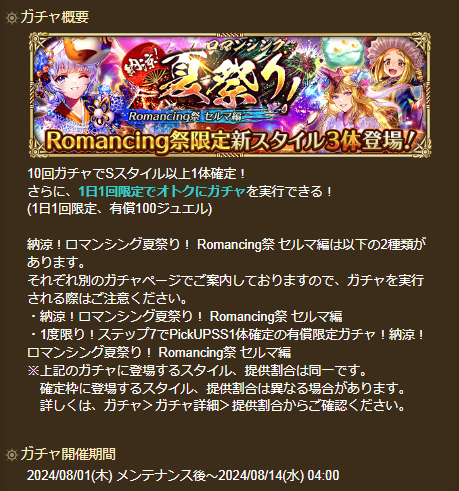 ガチャ概要
ロマンシング
納涼!
夏祭り!
Romancing祭 セルマ編
Romancing祭限定新スタイル3体登場!
10回ガチャでSスタイル以上1体確定!
さらに、1日1回限定でオトクにガチャを実行できる!
(1日1回限定、有償100ジュエル)
納涼!ロマンシング夏祭り! Romancing祭 セルマ編は以下の2種類が
あります。
それぞれ別のガチャページでご案内しておりますので、ガチャを実行
される際はご注意ください。
・納涼!ロマンシング夏祭り! Romancing祭 セルマ編
・1度限り!ステップ7でPickUPSS1体確定の有償限定ガチャ!納涼!
ロマンシング夏祭り! Romancing祭 セルマ編
※上記のガチャに登場するスタイル、提供割合は同一です。
確定枠に登場するスタイル、提供割合は異なる場合があります。
詳しくは、ガチャ>ガチャ詳細>提供割合からご確認ください。
ガチャ開催期間
2024/08/01(木) メンテナンス後～2024/08/14(水) 04:00